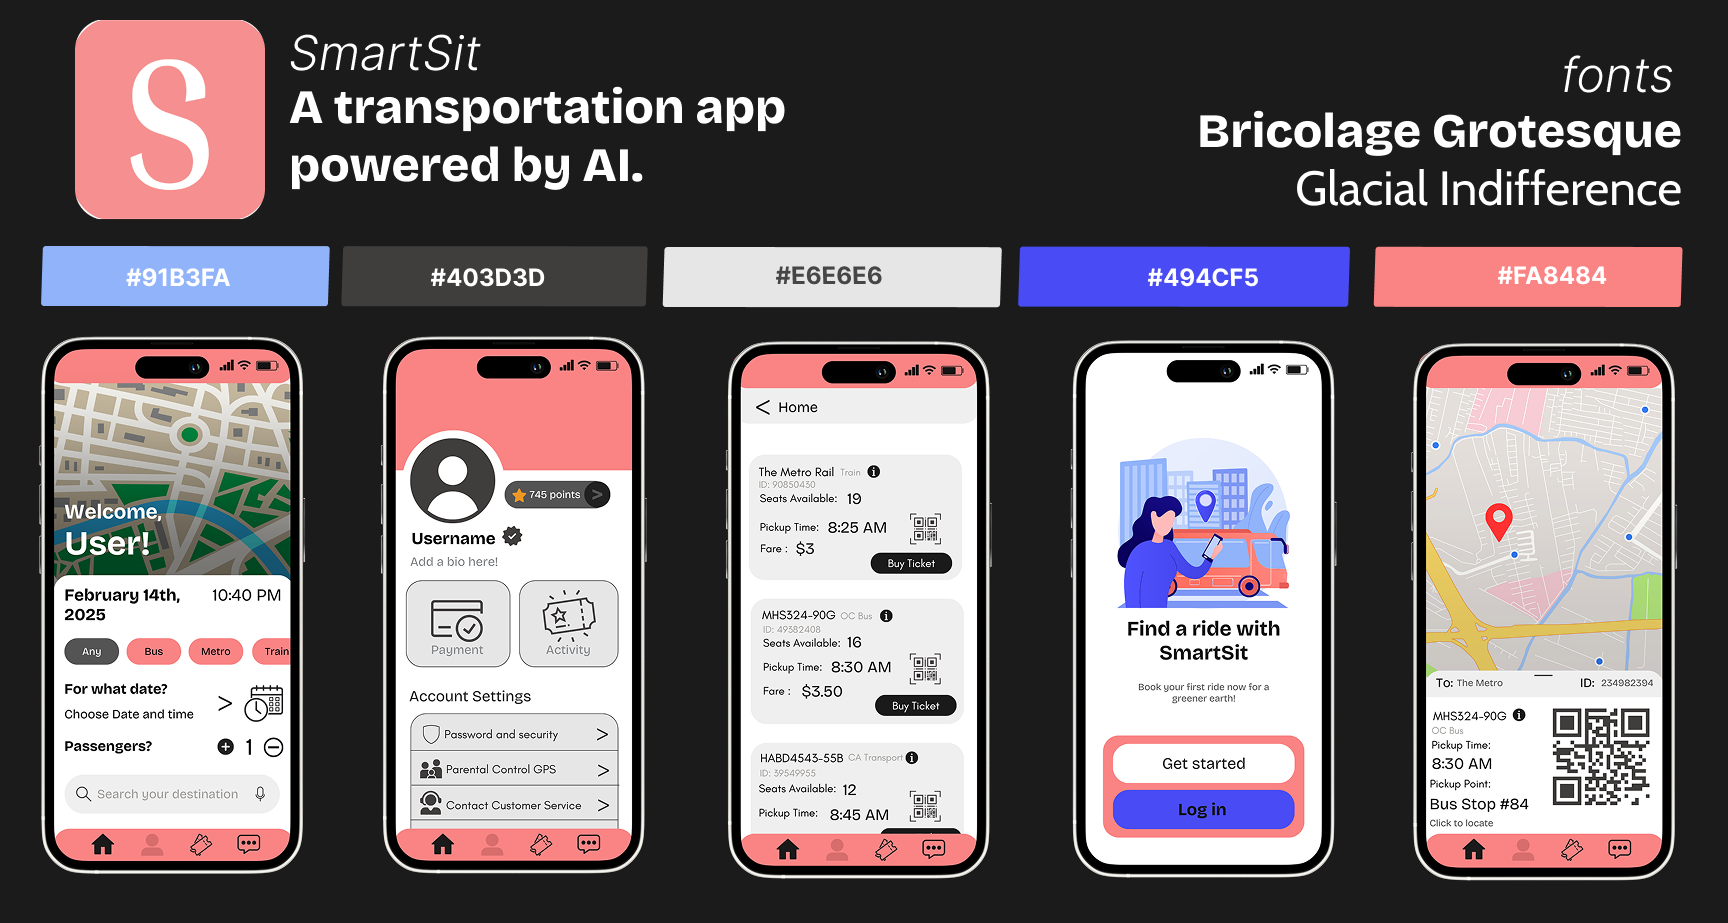 S
SmartSit
A transportation app
powered by AI.
fonts
Bricolage Grotesque
Glacial Indifference
#91B3FA
#403D3D
#E6E6E6
#494CF5
#FA8484
Welcome,
User!
February 14th,
2025
10:40 PM
Any
Bus
Metro
Train
For what date?
Choose Date and time
>
Passengers?
1
Search your destination
745 points >
Username
Add a bio here!
Payment
Activity
Account Settings
Password and security >
Parental Control GPS >
Contact Customer Service >
< Home
The Metro Rail Train i
ID: 90850430
Seats Available: 19
Pickup Time: 8:25 AM
Fare : $3
Buy Ticket
MHS324-90G OC Bus i
ID: 49382408
Seats Available: 16
Pickup Time: 8:30 AM
Fare : $3.50
Buy Ticket
HABD4543-55B CA Transport i
ID: 39549955
Seats Available: 12
Pickup Time: 8:45 AM
Find a ride with
SmartSit
Book your first ride now for a
greener earth!
Get started
Log in
To: The Metro ID: 234982394
MHS324-90G i
OC Bus
Pickup Time:
8:30 AM
Pickup Point:
Bus Stop #84
Click to locate